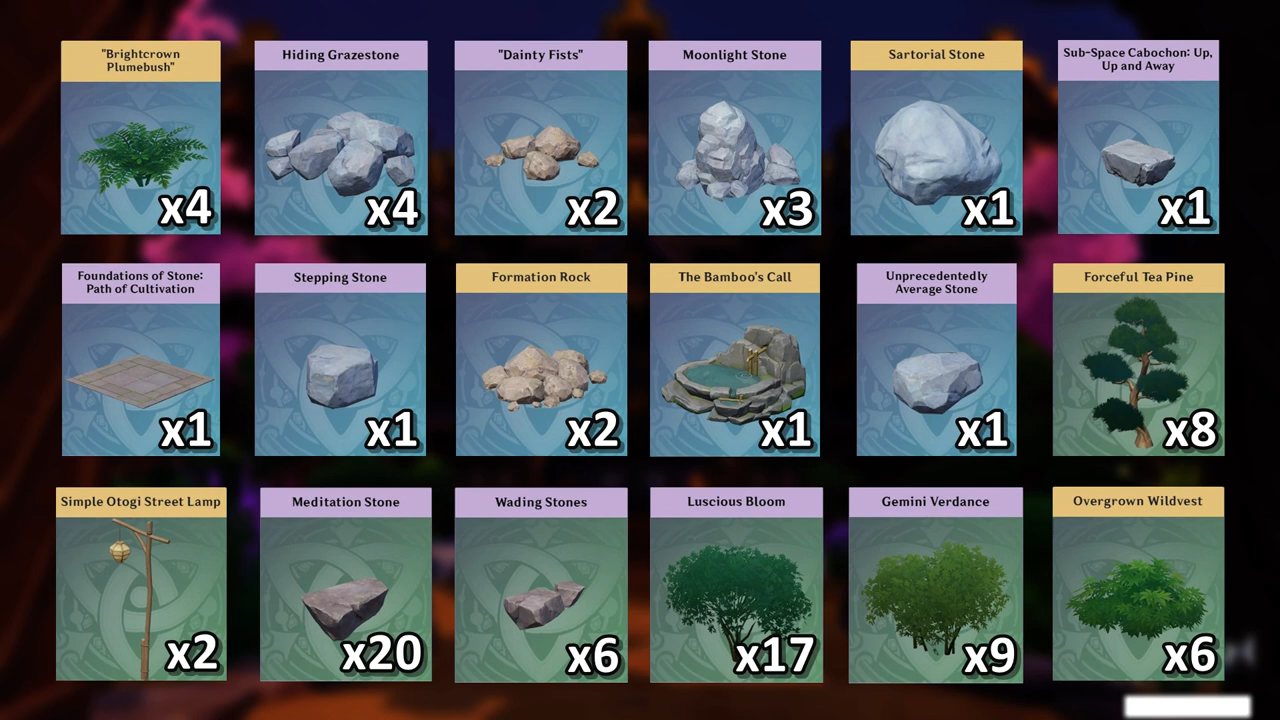 "Brightcrown
Plumebush"
x4
Hiding Grazestone
x4
"Dainty Fists"
x2
Moonlight Stone
x3
Sartorial Stone
x1
Sub-Space Cabochon: Up,
Up and Away
x1
Foundations of Stone:
Path of Cultivation
x1
Stepping Stone
x1
Formation Rock
x2
The Bamboo's Call
x1
Unprecedentedly
Average Stone
x1
Forceful Tea Pine
x8
Simple Otogi Street Lamp
x2
Meditation Stone
x20
Wading Stones
x6
Luscious Bloom
x17
Gemini Verdance
x9
Overgrown Wildvest
x6